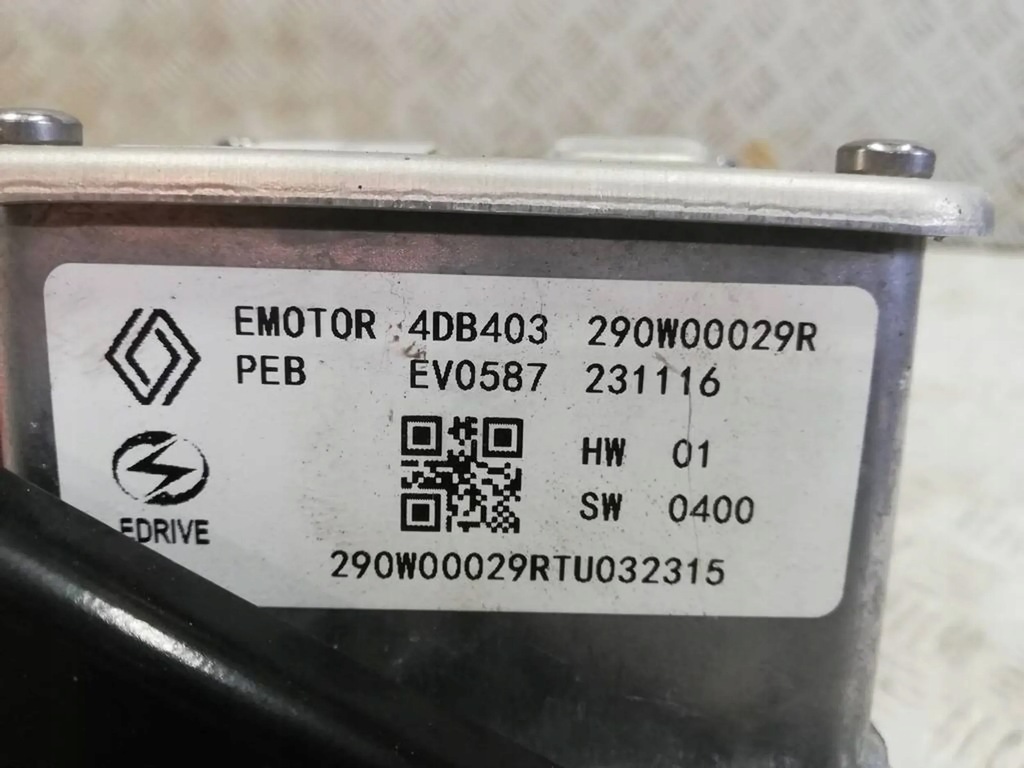 EMOTOR 4DB403 290W00029R
PEB EV0587 231116
HW 01
SW 0400
EDRIVE
290W00029RTU032315